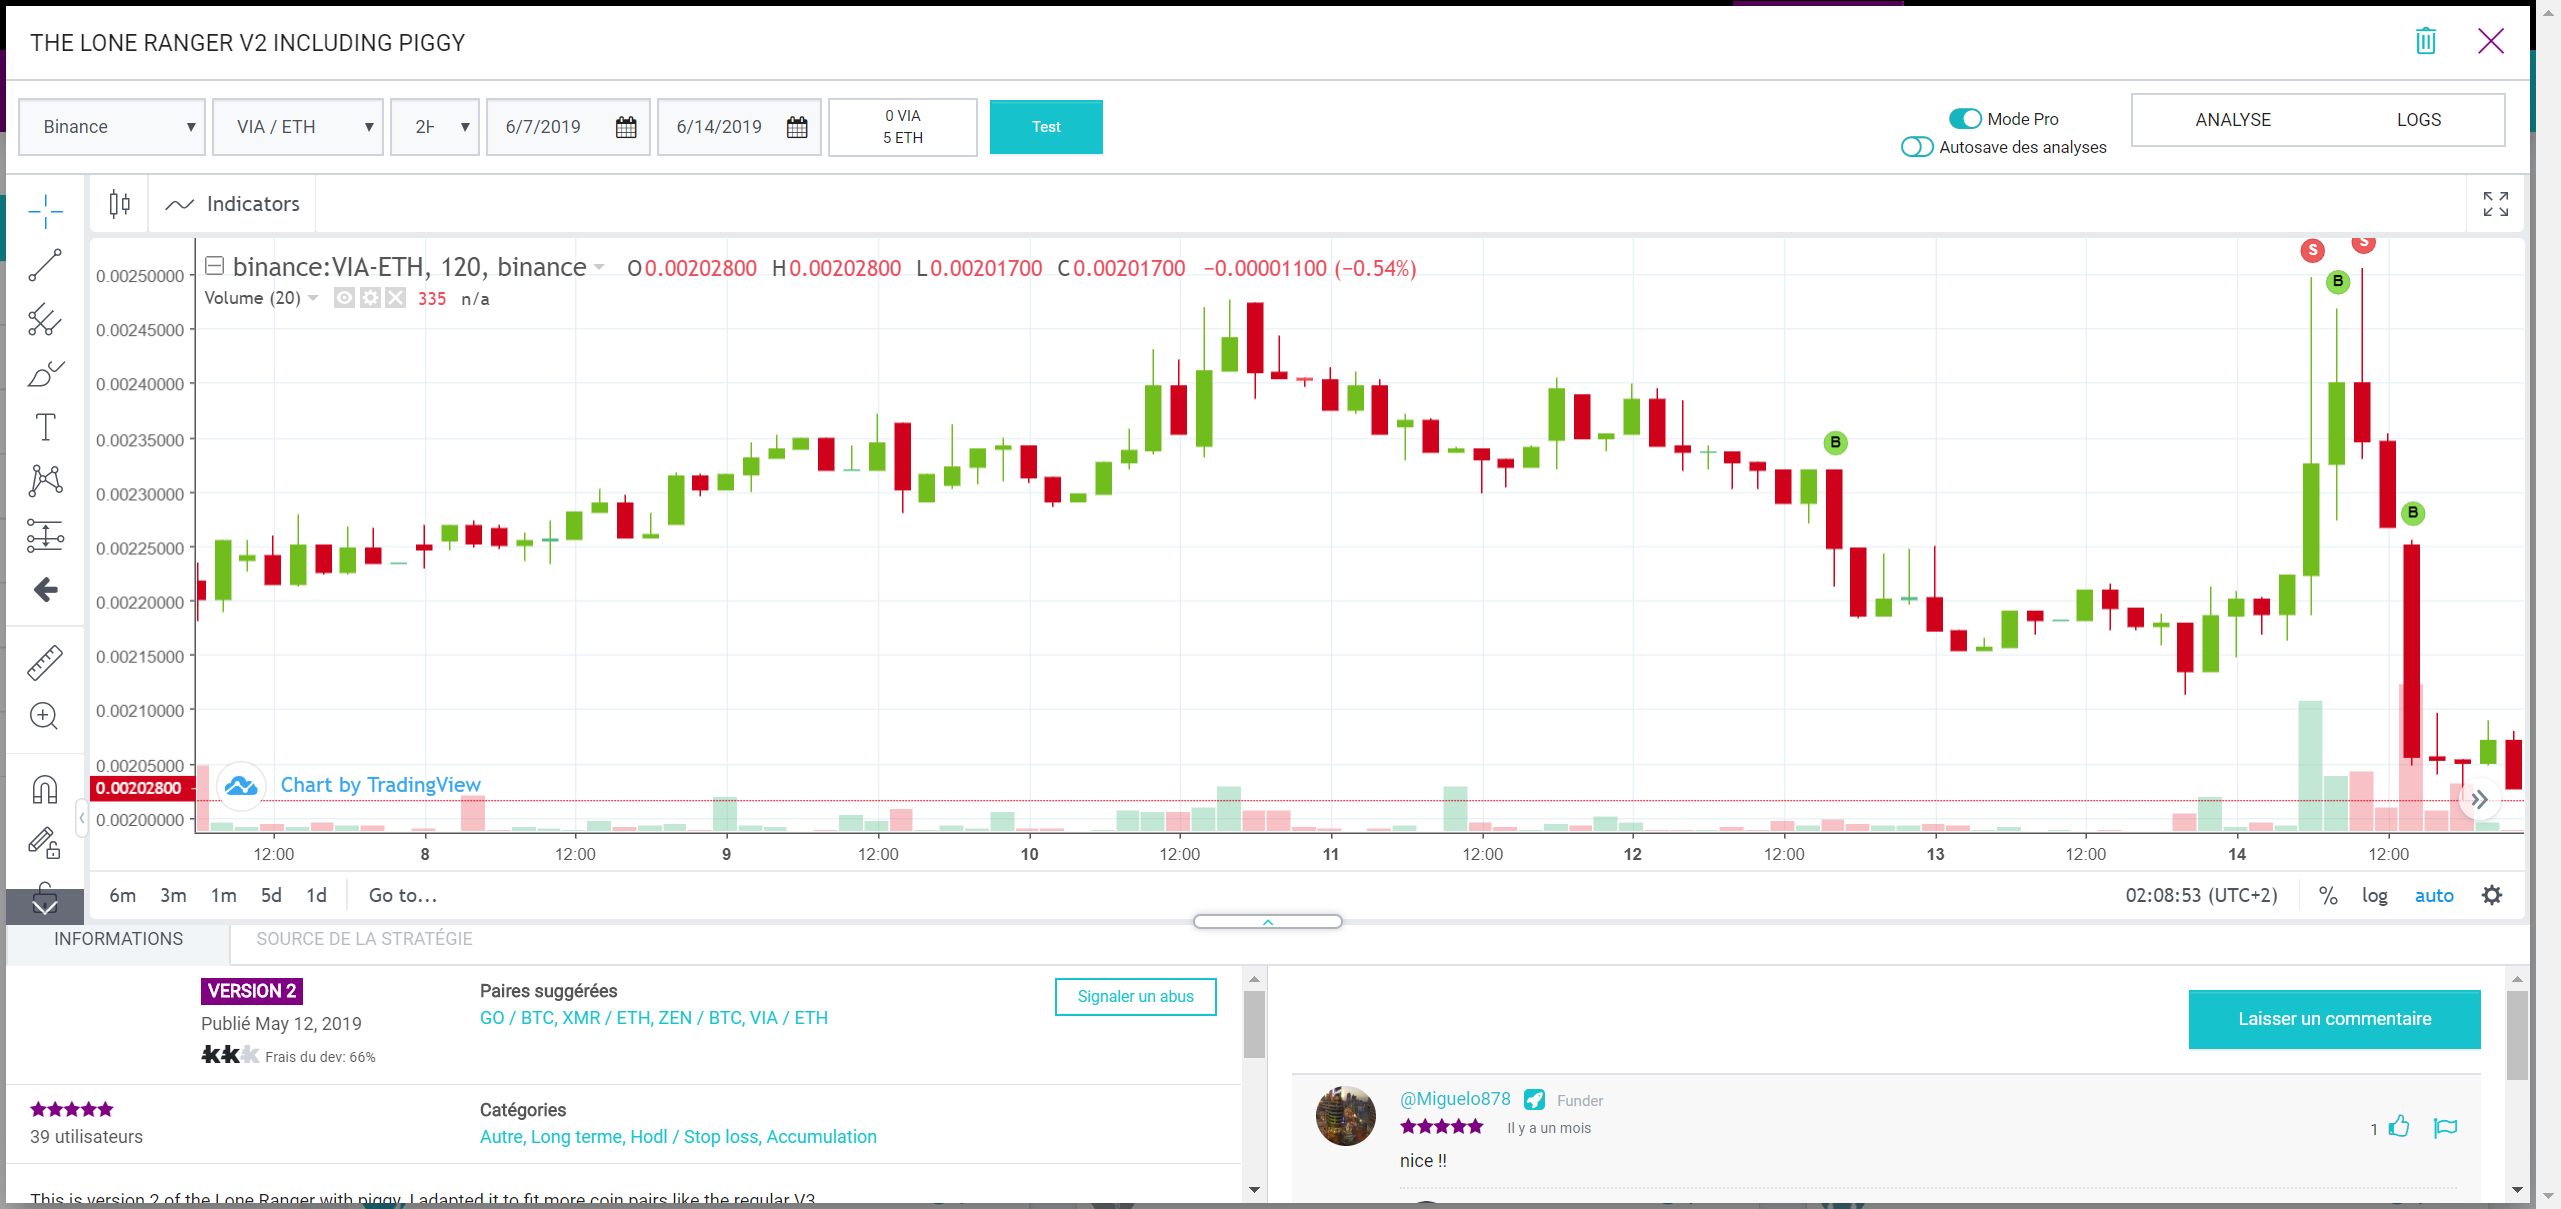 THE LONE RANGER V2 INCLUDING PIGGY
Binance
VIA / ETH
6/7/2019
6/14/2019
0 VIA
5 ETH
Test
Mode Pro
Autosave des analyses
ANALYSE
LOGS
Indicators
binance:VIA-ETH, 120, binance
O0.00202800 H0.00202800 L0.00201700 C0.00201700 −0.00001100 (−0.54%)
Volume (20) 335 n/a
0.00250000
0.00245000
0.00240000
0.00235000
0.00230000
0.00225000
0.00220000
0.00215000
0.00210000
0.00205000
0.00202800
0.00200000
B
S
B
S
B
Chart by TradingView
12:00 8 12:00 9 12:00 10 12:00 11 12:00 12 12:00 13 12:00 14 12:00
6m 3m 1m 5d 1d Go to...
02:08:53 (UTC+2) % log auto
INFORMATIONS
SOURCE DE LA STRATÉGIE
VERSION 2
Publié May 12, 2019
Frais du dev: 66%
Paires suggérées
GO / BTC, XMR / ETH, ZEN / BTC, VIA / ETH
Signaler un abus
39 utilisateurs
Catégories
Autre, Long terme, Hodl / Stop loss, Accumulation
This is version 2 of the Lone Ranger with piggy. I adapted it to fit more coin pairs like the regular V3
Laisser un commentaire
@Miguelo878 Funder
Il y a un mois
1
nice !!